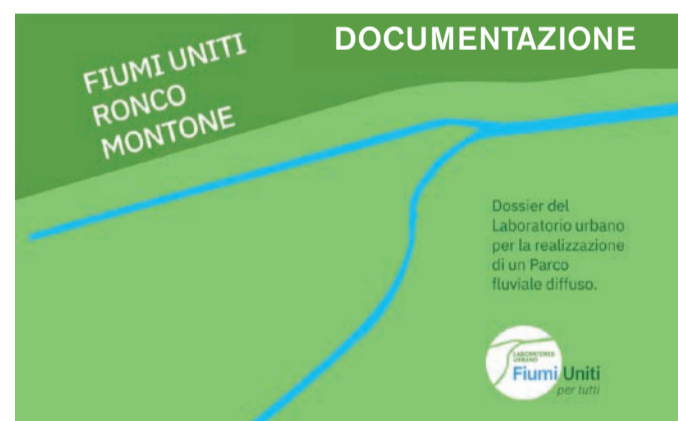 DOCUMENTAZIONE
FIUMI UNITI
RONCO
MONTONE
Dossier del
Laboratorio urbano
per la realizzazione
di un Parco
fluviale diffuso.
LABORATORIO
URBANO
Fiumi Uniti
per tutti